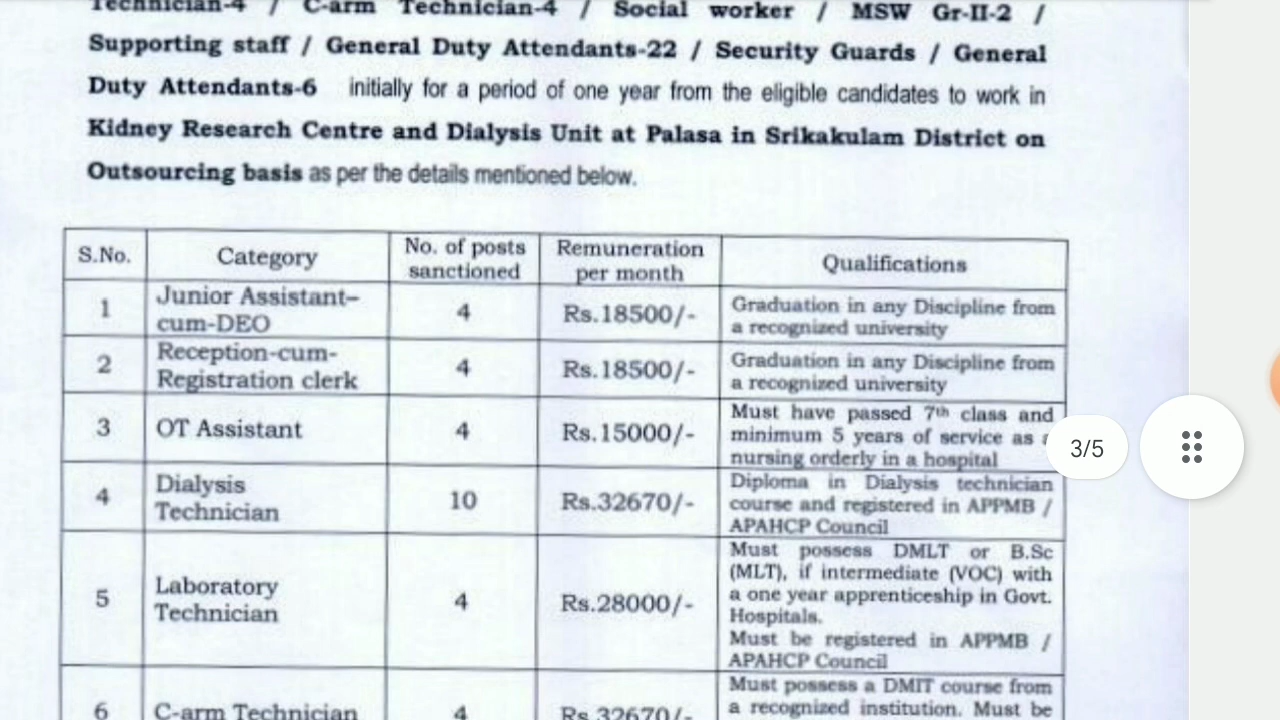 Technician-4 / C-arm Technician-4 / Social worker / MSW Gr-II-2 /
Supporting staff / General Duty Attendants-22 / Security Guards / General
Duty Attendants-6 initially for a period of one year from the eligible candidates to work in
Kidney Research Centre and Dialysis Unit at Palasa in Srikakulam District on
Outsourcing basis as per the details mentioned below.
S.No.
Category
No. of posts
sanctioned
Remuneration
per month
Qualifications
1
Junior Assistant–
cum-DEO
4
Rs.18500/-
Graduation in any Discipline from
a recognized university
2
Reception-cum-
Registration clerk
4
Rs.18500/-
Graduation in any Discipline from
a recognized university
3
OT Assistant
4
Rs.15000/-
Must have passed 7th class and
minimum 5 years of service as a
nursing orderly in a hospital
4
Dialysis
Technician
10
Rs.32670/-
Diploma in Dialysis technician
course and registered in APPMB /
APAHCP Council
5
Laboratory
Technician
4
Rs.28000/-
Must possess DMLT or B.Sc
(MLT), if intermediate (VOC) with
a one year apprenticeship in Govt.
Hospitals.
Must be registered in APPMB /
APAHCP Council
6
C-arm Technician
4
Rs.32670/-
Must possess a DMIT course from
a recognized institution. Must be
3/5